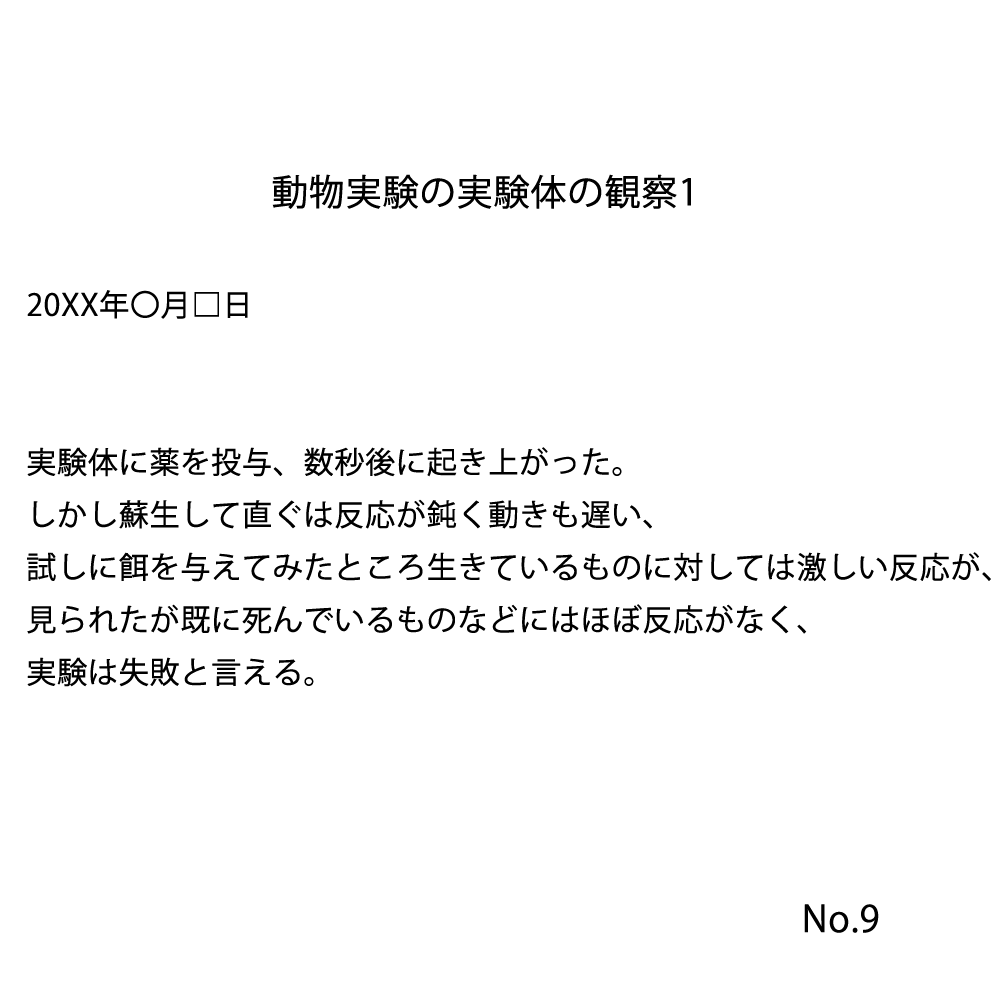 動物実験の実験体の観察1
20XX年〇月□日
実験体に薬を投与、数秒後に起き上がった。
しかし蘇生して直ぐは反応が鈍く動きも遅い、
試しに餌を与えてみたところ生きているものに対しては激しい反応が、
見られたが既に死んでいるものなどにはほぼ反応がなく、
実験は失敗と言える。
No.9